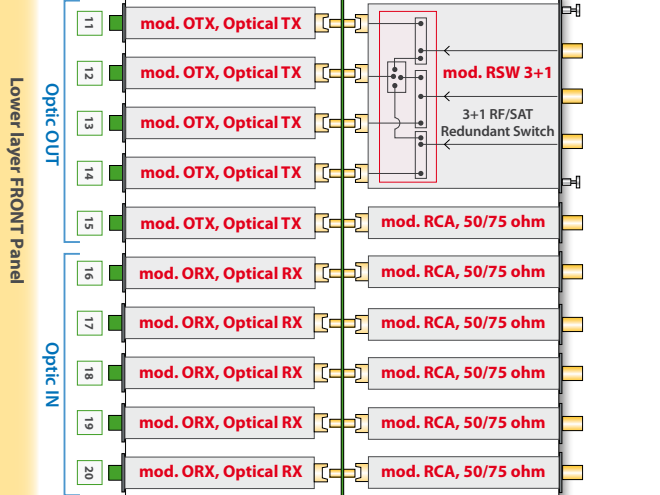 Lower layer FRONT Panel
Optic OUT
Optic IN
11
mod. OTX, Optical TX
12
mod. OTX, Optical TX
13
mod. OTX, Optical TX
14
mod. OTX, Optical TX
mod. RSW 3+1
3+1 RF/SAT
Redundant Switch
15
mod. OTX, Optical TX
mod. RCA, 50/75 ohm
16
mod. ORX, Optical RX
mod. RCA, 50/75 ohm
17
mod. ORX, Optical RX
mod. RCA, 50/75 ohm
18
mod. ORX, Optical RX
mod. RCA, 50/75 ohm
19
mod. ORX, Optical RX
mod. RCA, 50/75 ohm
20
mod. ORX, Optical RX
mod. RCA, 50/75 ohm